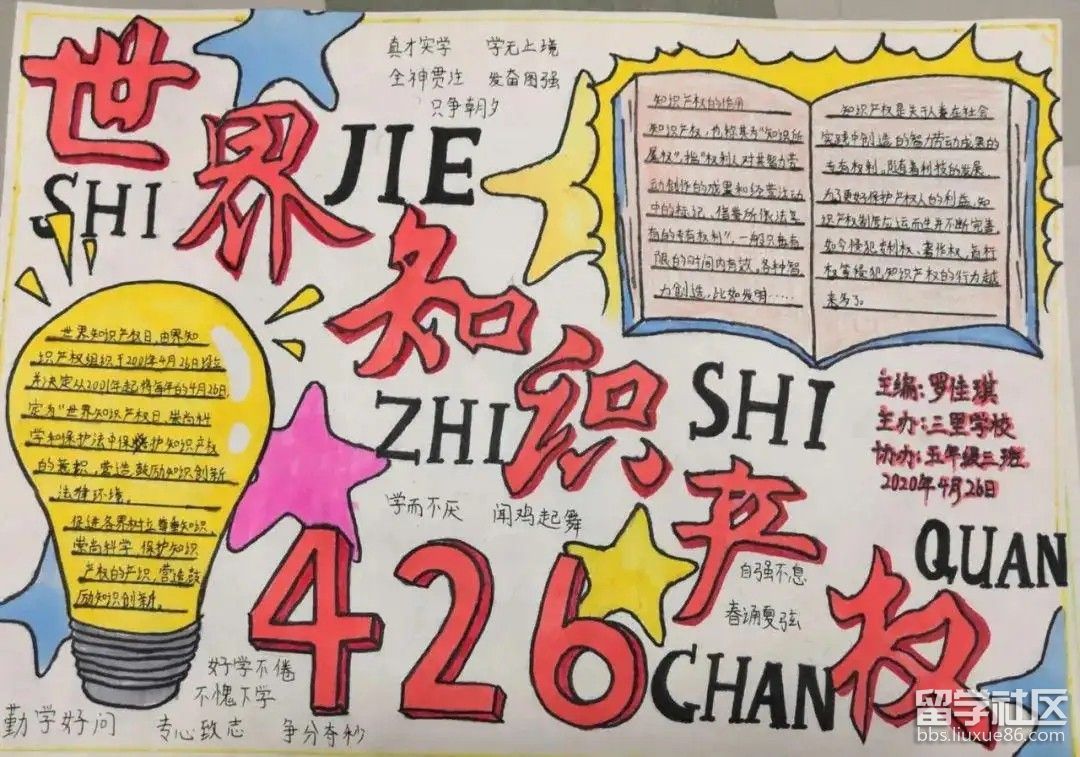 世界知识产权
SHI JIE ZHI SHI CHAN QUAN
426
真才实学 学无止境
全神贯注 发奋图强
只争朝夕
知识产权的作用
知识产权，也称其为“知识所
属权”，指“权利人对其智力劳
动创作的成果和经营活动
中的标记、信誉所依法享
有的专有权利”，一般只在有
限的时间内有效。各种智
力创造，比如发明……
知识产权是关于人类在社会
实践中创造的智力劳动成果的
专有权利，随着科技的发展，
为了更好保护产权人的利益，知
识产权制度应运而生并不断完善
如今侵犯专利权、著作权、商标
权等侵犯知识产权的行为越
来多了。
主编:罗佳琪
主办:三里学校
协办:五年级三班
2020年4月26日
世界知识产权日，由界知
识产权组织于2001年4月26日设立
并决定从2001年起将每年的4月26日
定为“世界知识产权日，崇尚科
学和保护法中保护知识产权
的意识，营造鼓励知识创新
法律环境。
促进各界树立尊重知识、
崇尚科学、保护知识
产权的产识，营造鼓
励知识创新。
学而不厌 闻鸡起舞
自强不息
春诵夏弦
好学不倦
不愧下学
勤学好问 专心致志 争分夺秒
留学社区
bbs.liuxue86.com